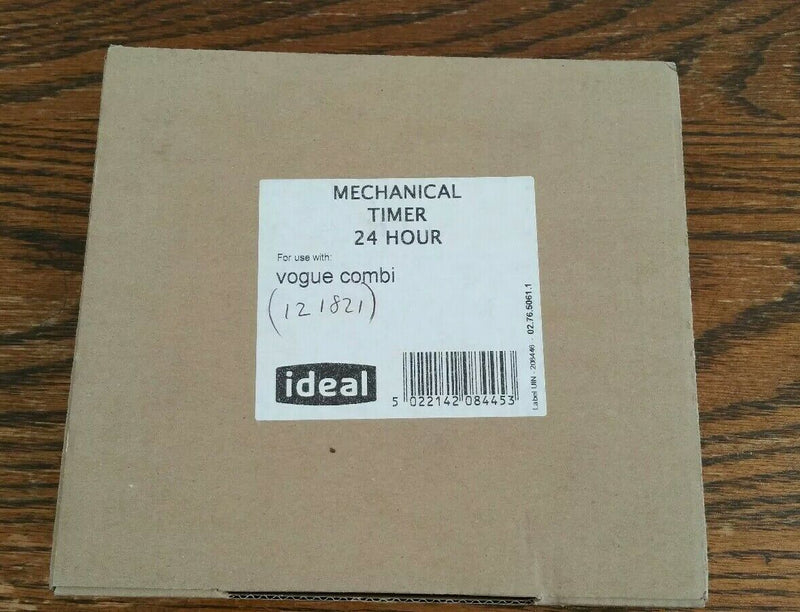 MECHANICAL
TIMER
24 HOUR
For use with:
vogue combi
(121821)
ideal
5 022142 084453
Label UIN - 206446 - 02.76.5061.1